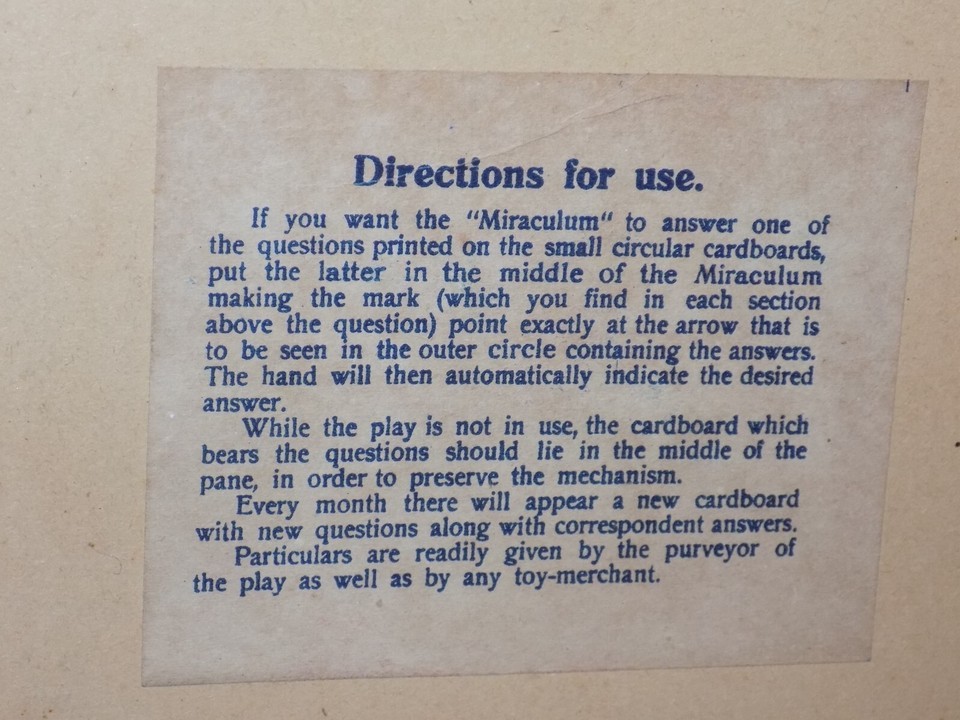 Directions for use.
If you want the "Miraculum" to answer one of
the questions printed on the small circular cardboards,
put the latter in the middle of the Miraculum
making the mark (which you find in each section
above the question) point exactly at the arrow that is
to be seen in the outer circle containing the answers.
The hand will then automatically indicate the desired
answer.
While the play is not in use, the cardboard which
bears the questions should lie in the middle of the
pane, in order to preserve the mechanism.
Every month there will appear a new cardboard
with new questions along with correspondent answers.
Particulars are readily given by the purveyor of
the play as well as by any toy-merchant.